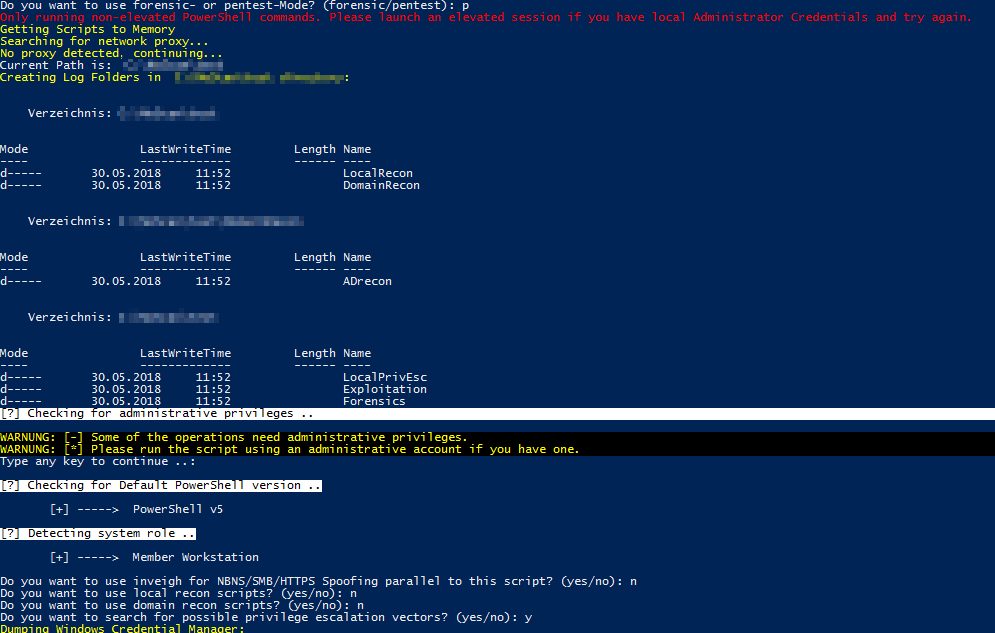 Do you want to use forensic- or pentest-Mode? (forensic/pentest): p
Only running non-elevated PowerShell commands. Please launch an elevated session if you have local Administrator Credentials and try again.
Getting Scripts to Memory
Searching for network proxy...
No proxy detected, continuing...
Current Path is:
Creating Log Folders in :
Verzeichnis:
Mode LastWriteTime Length Name
---- ------------- ------ ----
d----- 30.05.2018 11:52 LocalRecon
d----- 30.05.2018 11:52 DomainRecon
Verzeichnis:
Mode LastWriteTime Length Name
---- ------------- ------ ----
d----- 30.05.2018 11:52 ADrecon
Verzeichnis:
Mode LastWriteTime Length Name
---- ------------- ------ ----
d----- 30.05.2018 11:52 LocalPrivEsc
d----- 30.05.2018 11:52 Exploitation
d----- 30.05.2018 11:52 Forensics
[?] Checking for administrative privileges ..
WARNUNG: [-] Some of the operations need administrative privileges.
WARNUNG: [*] Please run the script using an administrative account if you have one.
Type any key to continue ..:
[?] Checking for Default PowerShell version ..
[+] -----> PowerShell v5
[?] Detecting system role ..
[+] -----> Member Workstation
Do you want to use inveigh for NBNS/SMB/HTTPS Spoofing parallel to this script? (yes/no): n
Do you want to use local recon scripts? (yes/no): n
Do you want to use domain recon scripts? (yes/no): n
Do you want to search for possible privilege escalation vectors? (yes/no): y
Dumping Windows Credential Manager: